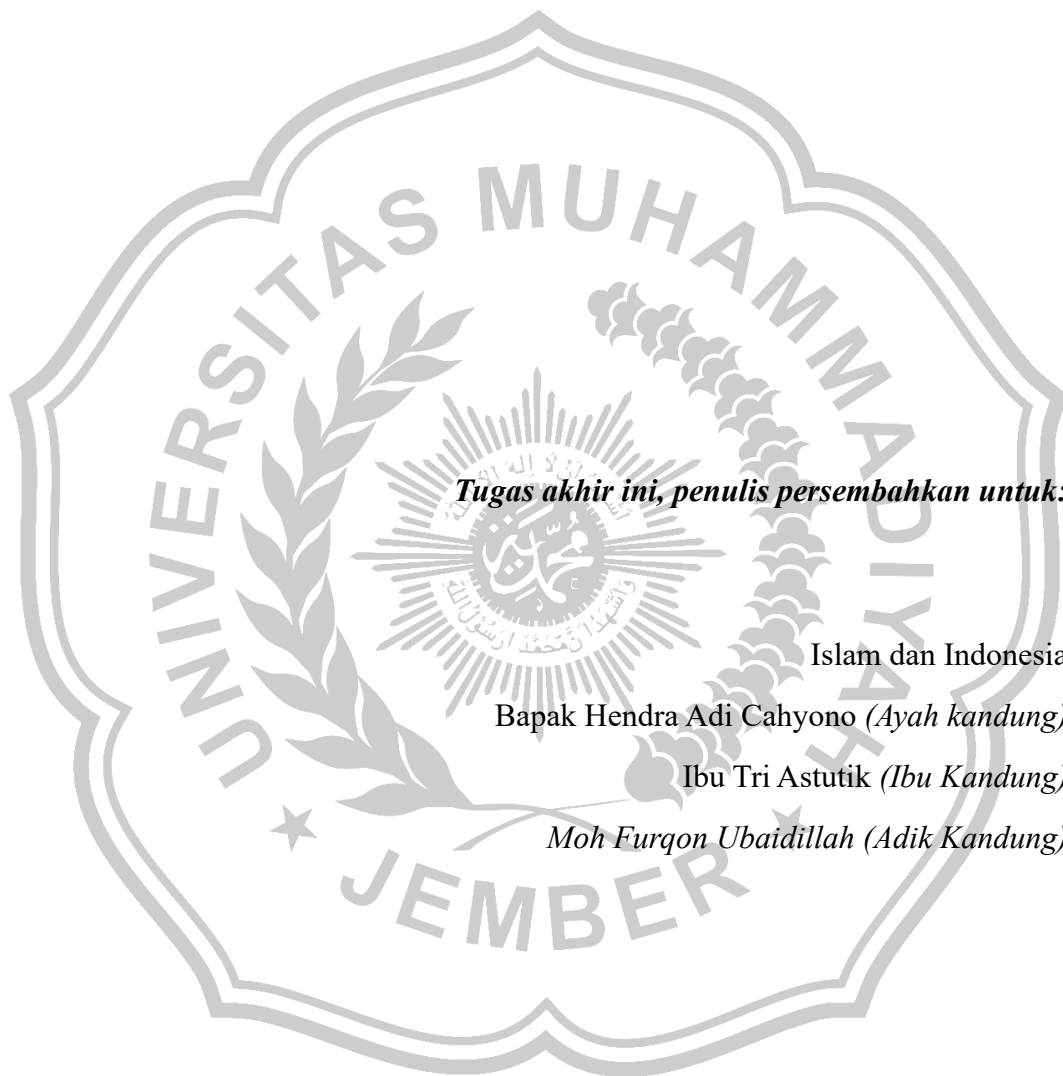 UNIVERSITAS MUHAMMADIYAH
Tugas akhir ini, penulis persembahkan untuk:
Islam dan Indonesia
Bapak Hendra Adi Cahyono (Ayah kandung)
Ibu Tri Astutik (Ibu Kandung)
Moh Furqon Ubaidillah (Adik Kandung)
JEMBER